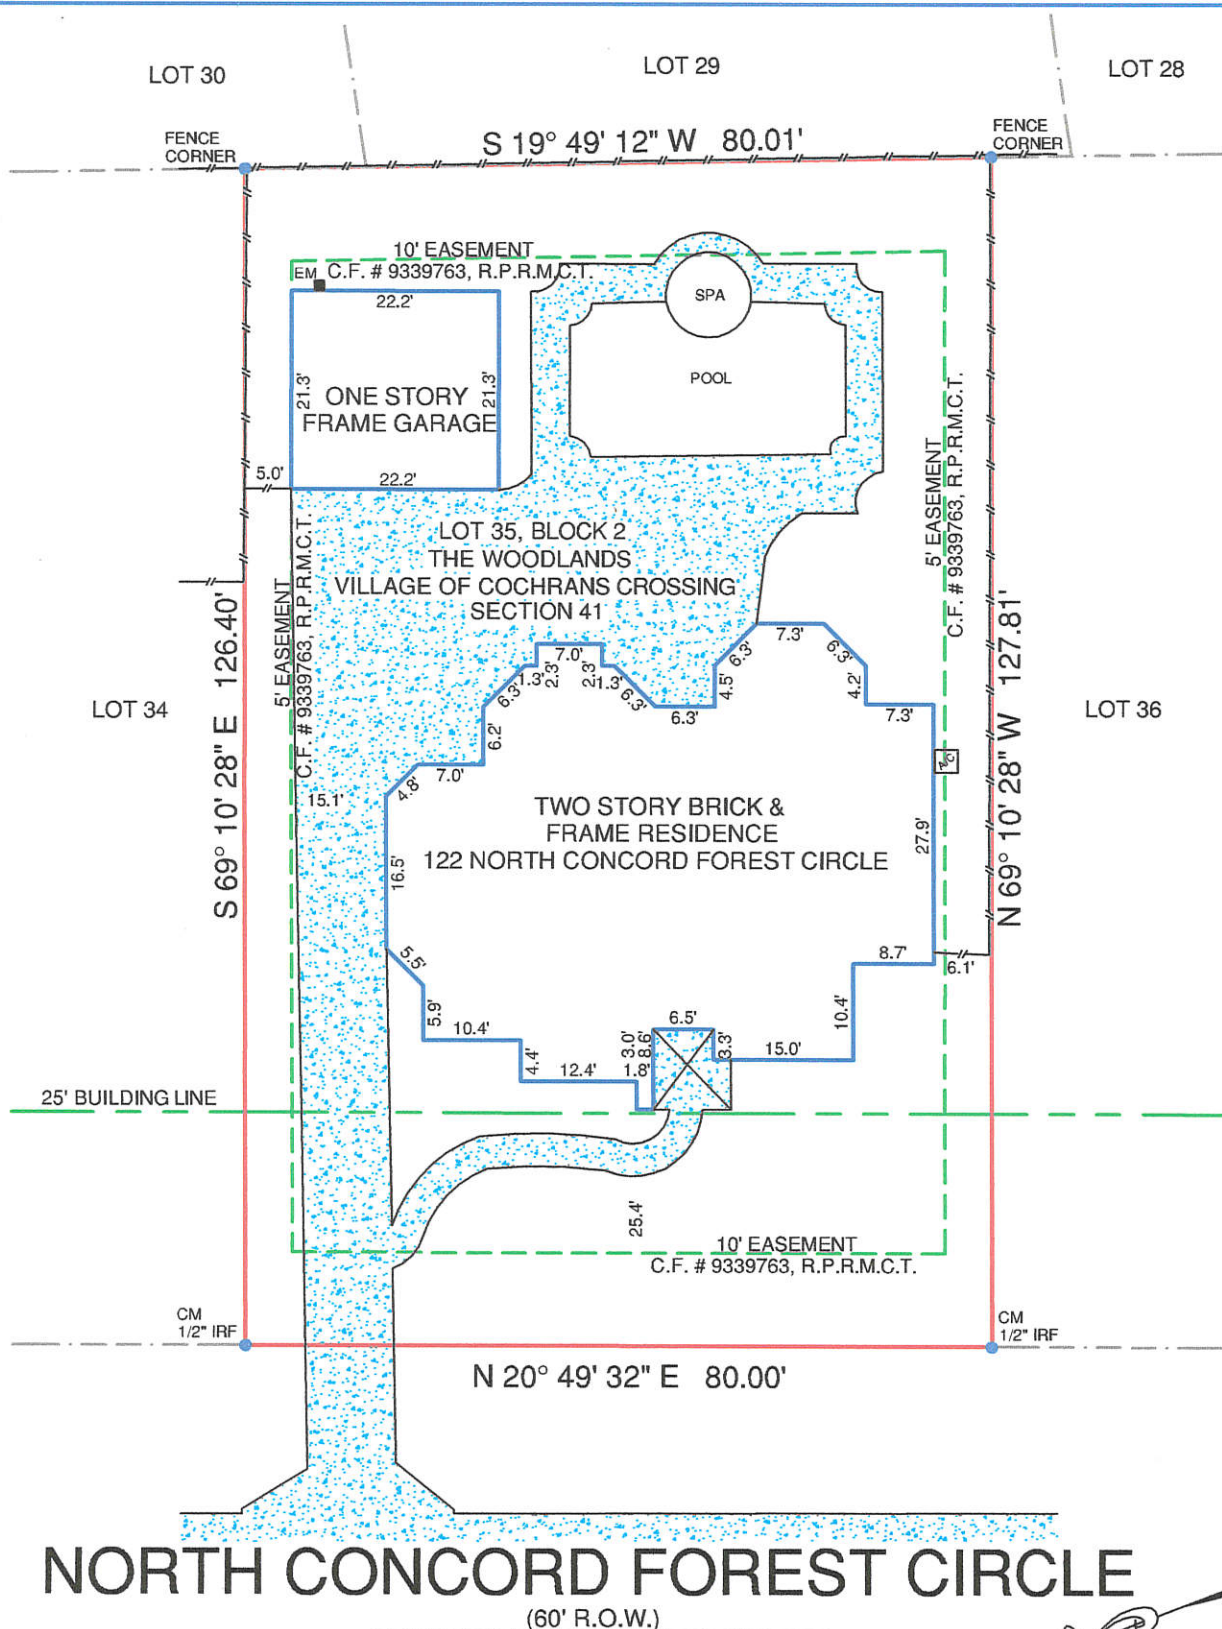 LOT 30
LOT 29
LOT 28
FENCE
CORNER
S 19° 49' 12" W 80.01'
FENCE
CORNER
10' EASEMENT
C.F. # 9339763, R.P.R.M.C.T.
EM
22.2'
21.3'
21.3'
ONE STORY
FRAME GARAGE
22.2'
5.0'
SPA
POOL
5' EASEMENT
C.F. # 9339763, R.P.R.M.C.T.
LOT 35, BLOCK 2
THE WOODLANDS
VILLAGE OF COCHRANS CROSSING
SECTION 41
5' EASEMENT
C.F. # 9339763, R.P.R.M.C.T.
S 69° 10' 28" E 126.40'
N 69° 10' 28" W 127.81'
LOT 34
LOT 36
7.0'
2.3'
2.3'
1.3'
1.3'
6.3'
6.3'
6.3'
4.5'
6.3'
7.3'
6.3'
4.2'
7.3'
6.2'
7.0'
4.8'
15.1'
A/C
TWO STORY BRICK &
FRAME RESIDENCE
122 NORTH CONCORD FOREST CIRCLE
16.5'
27.9'
5.5'
5.9'
10.4'
4.4'
12.4'
1.8'
3.0'
8.6'
6.5'
3.3'
15.0'
10.4'
8.7'
6.1'
25' BUILDING LINE
25.4'
10' EASEMENT
C.F. # 9339763, R.P.R.M.C.T.
CM
1/2" IRF
CM
1/2" IRF
N 20° 49' 32" E 80.00'
NORTH CONCORD FOREST CIRCLE
(60' R.O.W.)